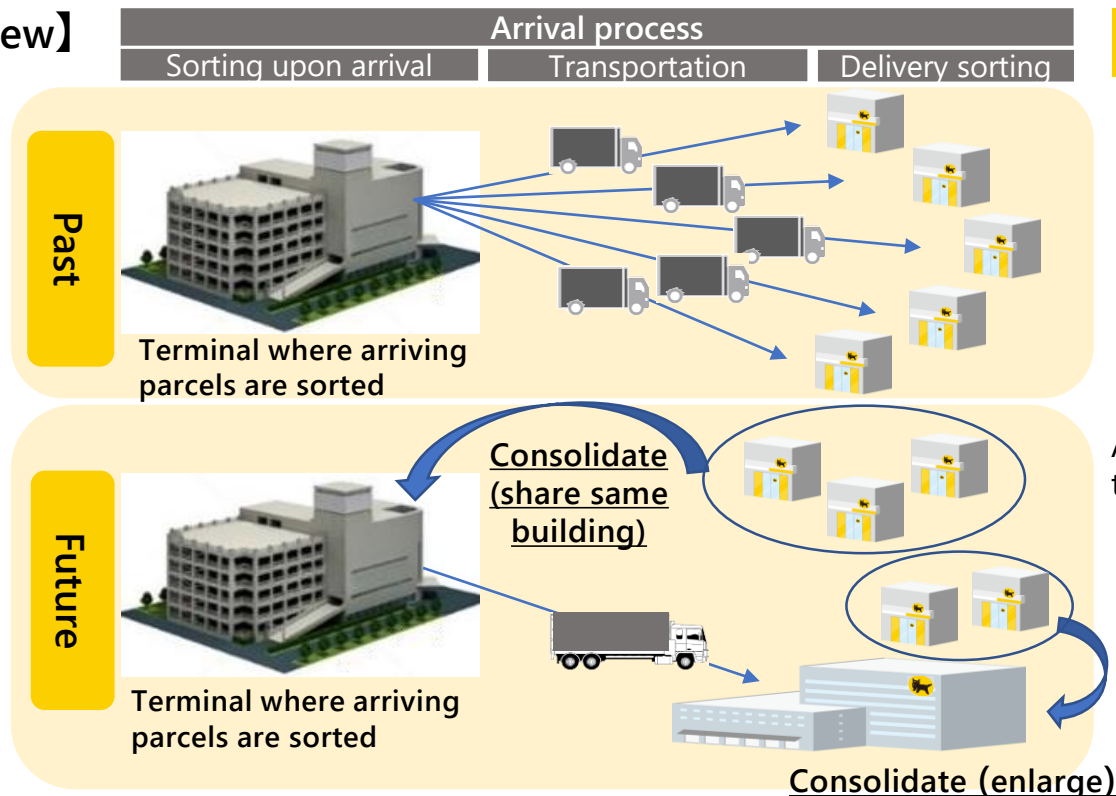 ew】
Arrival process
Sorting upon arrival
Transportation
Delivery sorting
Past
Terminal where arriving
parcels are sorted
Future
Consolidate
(share same
building)
Terminal where arriving
parcels are sorted
Consolidate (enlarge)
A
t